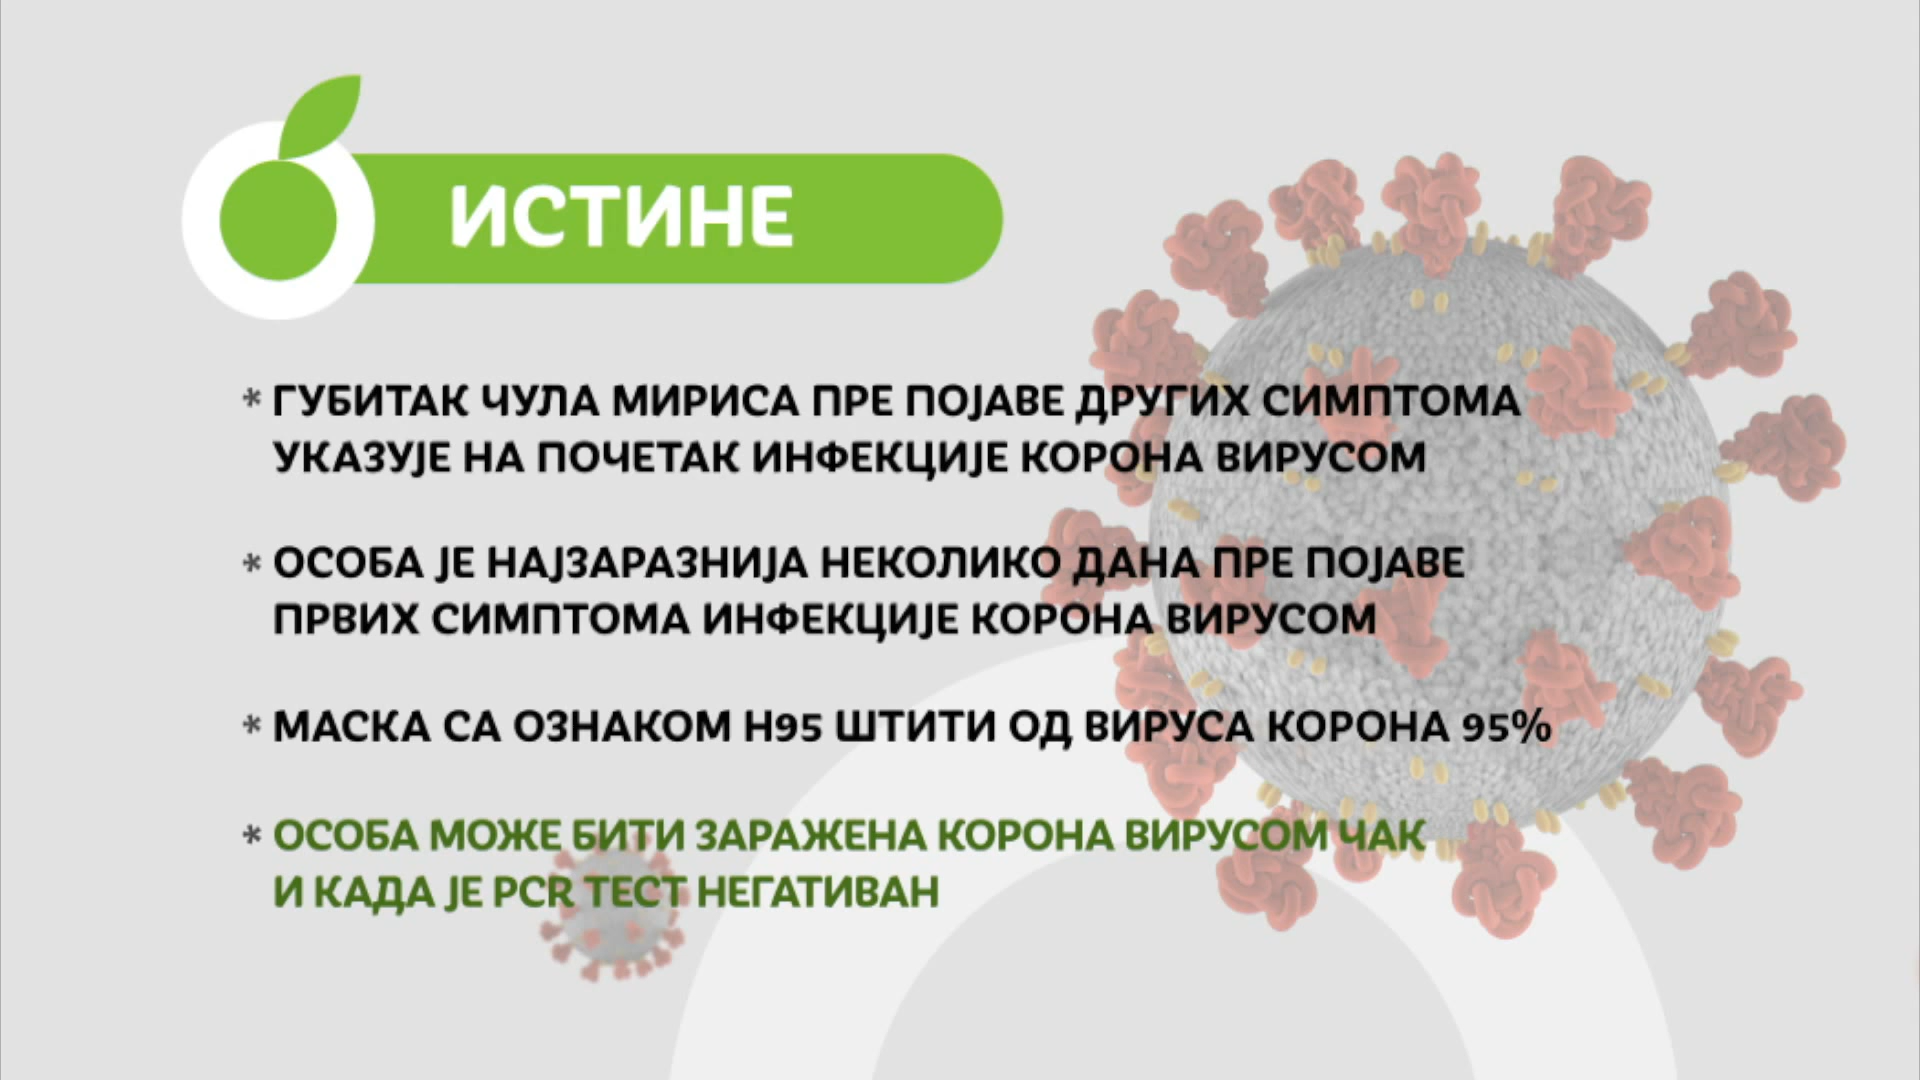 ИСТИНЕ
* ГУБИТАК ЧУЛА МИРИСА ПРЕ ПОЈАВЕ ДРУГИХ СИМПТОМА
УКАЗУЈЕ НА ПОЧЕТАК ИНФЕКЦИЈЕ КОРОНА ВИРУСОМ
* ОСОБА ЈЕ НАЈЗАРАЗНИЈА НЕКОЛИКО ДАНА ПРЕ ПОЈАВЕ
ПРВИХ СИМПТОМА ИНФЕКЦИЈЕ КОРОНА ВИРУСОМ
* МАСКА СА ОЗНАКОМ Н95 ШТИТИ ОД ВИРУСА КОРОНА 95%
* ОСОБА МОЖЕ БИТИ ЗАРАЖЕНА КОРОНА ВИРУСОМ ЧАК
И КАДА ЈЕ PCR ТЕСТ НЕГАТИВАН